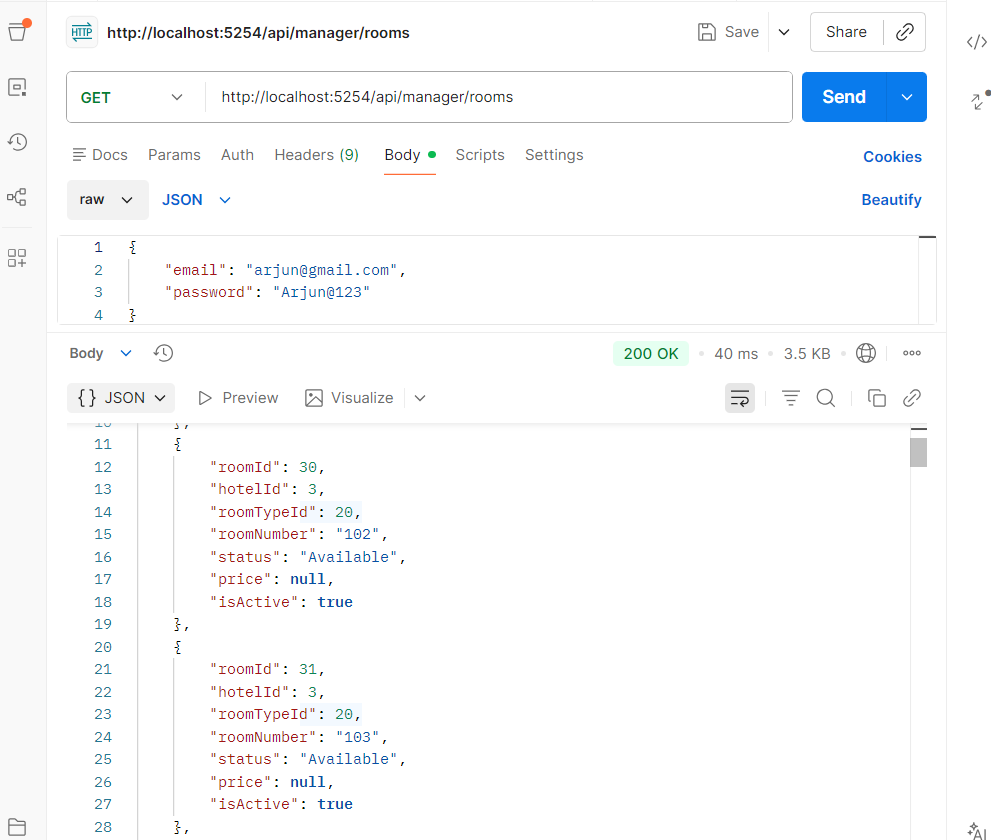 HTTP http://localhost:5254/api/manager/rooms Save Share
GET http://localhost:5254/api/manager/rooms Send
Docs Params Auth Headers (9) Body Scripts Settings Cookies
raw JSON Beautify
1 {
2 "email": "arjun@gmail.com",
3 "password": "Arjun@123"
4 }
Body 200 OK 40 ms 3.5 KB
{} JSON Preview Visualize
10 },
11 {
12 "roomId": 30,
13 "hotelId": 3,
14 "roomTypeId": 20,
15 "roomNumber": "102",
16 "status": "Available",
17 "price": null,
18 "isActive": true
19 },
20 {
21 "roomId": 31,
22 "hotelId": 3,
23 "roomTypeId": 20,
24 "roomNumber": "103",
25 "status": "Available",
26 "price": null,
27 "isActive": true
28 },
AI